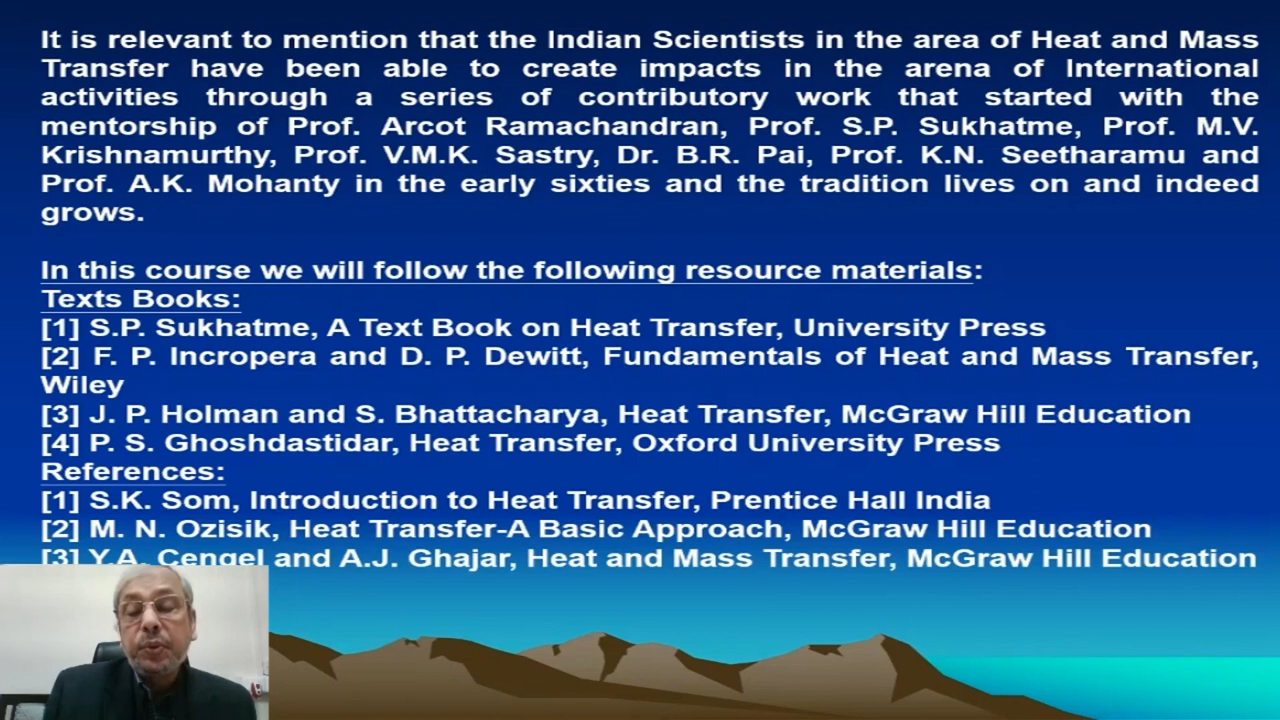 It is relevant to mention that the Indian Scientists in the area of Heat and Mass
Transfer have been able to create impacts in the arena of International
activities through a series of contributory work that started with the
mentorship of Prof. Arcot Ramachandran, Prof. S.P. Sukhatme, Prof. M.V.
Krishnamurthy, Prof. V.M.K. Sastry, Dr. B.R. Pai, Prof. K.N. Seetharamu and
Prof. A.K. Mohanty in the early sixties and the tradition lives on and indeed
grows.
In this course we will follow the following resource materials:
Texts Books:
[1] S.P. Sukhatme, A Text Book on Heat Transfer, University Press
[2] F. P. Incropera and D. P. Dewitt, Fundamentals of Heat and Mass Transfer,
Wiley
[3] J. P. Holman and S. Bhattacharya, Heat Transfer, McGraw Hill Education
[4] P. S. Ghoshdastidar, Heat Transfer, Oxford University Press
References:
[1] S.K. Som, Introduction to Heat Transfer, Prentice Hall India
[2] M. N. Ozisik, Heat Transfer-A Basic Approach, McGraw Hill Education
[3] Y.A. Cengel and A.J. Ghajar, Heat and Mass Transfer, McGraw Hill Education